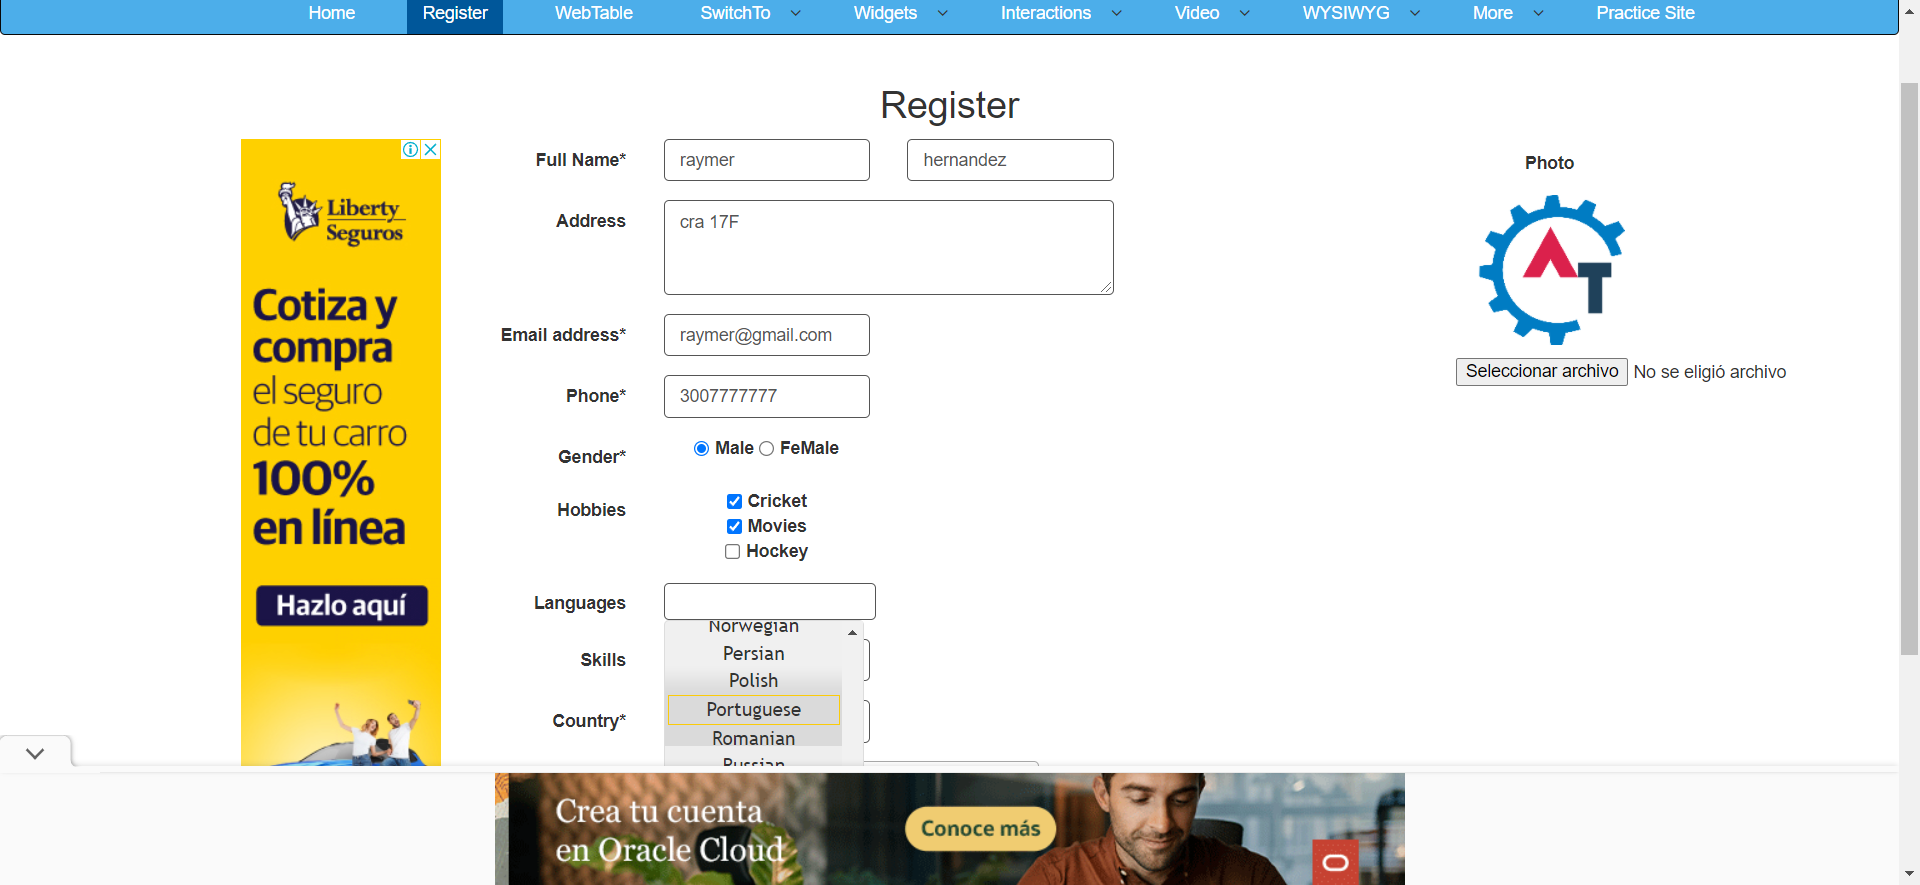 Home Register WebTable SwitchTo Widgets Interactions Video WYSIWYG More Practice Site
Register
Full Name* raymer hernandez
Photo
Address cra 17F
Email address* raymer@gmail.com
Seleccionar archivo No se eligió archivo
Phone* 3007777777
Gender* Male FeMale
Hobbies Cricket
Movies
Hockey
Languages
Norwegian
Persian
Skills
Polish
Portuguese
Country*
Romanian
Russian
Liberty
Seguros
Cotiza y
compra
el seguro
de tu carro
100%
en línea
Hazlo aquí
AT
Crea tu cuenta
en Oracle Cloud
Conoce más